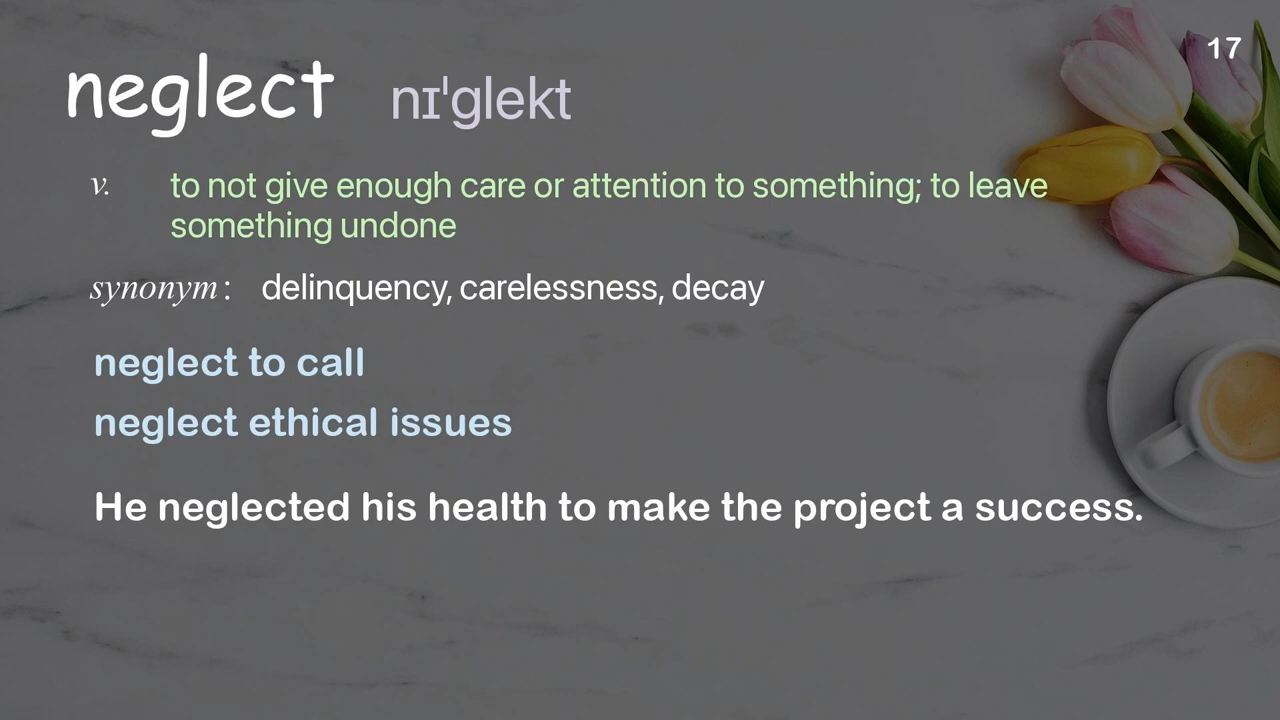 17
neglect nɪˈglekt
v. to not give enough care or attention to something; to leave
something undone
synonym: delinquency, carelessness, decay
neglect to call
neglect ethical issues
He neglected his health to make the project a success.